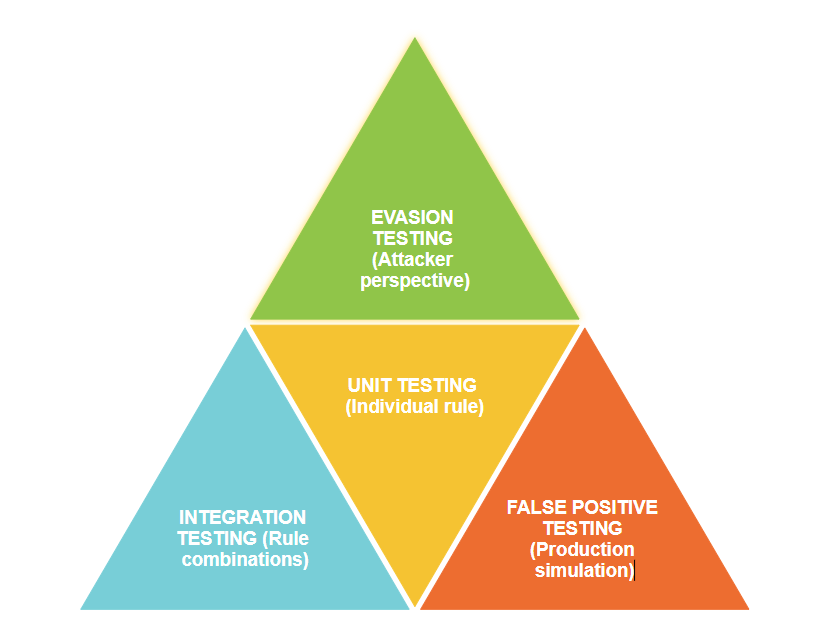 EVASION
TESTING
(Attacker
perspective)
UNIT TESTING
(Individual rule)
INTEGRATION
TESTING (Rule
combinations)
FALSE POSITIVE
TESTING
(Production
simulation)